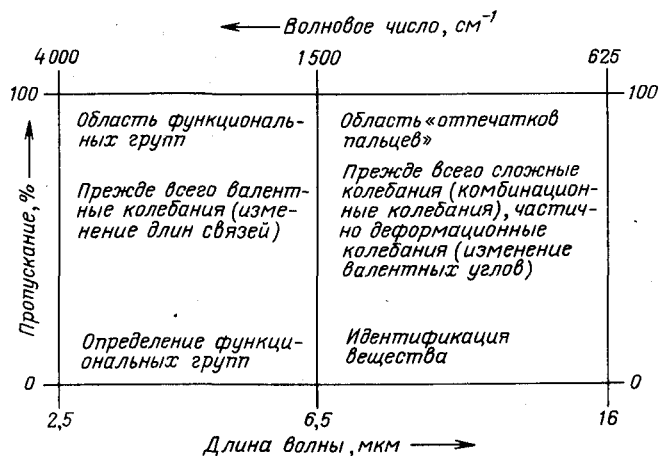 Волновое число, см⁻¹
4000 1500 625
100 100
Область функциональ-
ных групп
Область «отпечатков
пальцев»
Прежде всего валент-
ные колебания (изме-
нение длин связей)
Прежде всего сложные
колебания (комбинацион-
ные колебания), частич-
но деформационные
колебания (изменение
валентных углов)
Определение функци-
ональных групп
Идентификация
вещества
Пропускание, %
0 0
2,5 6,5 16
Длина волны, мкм